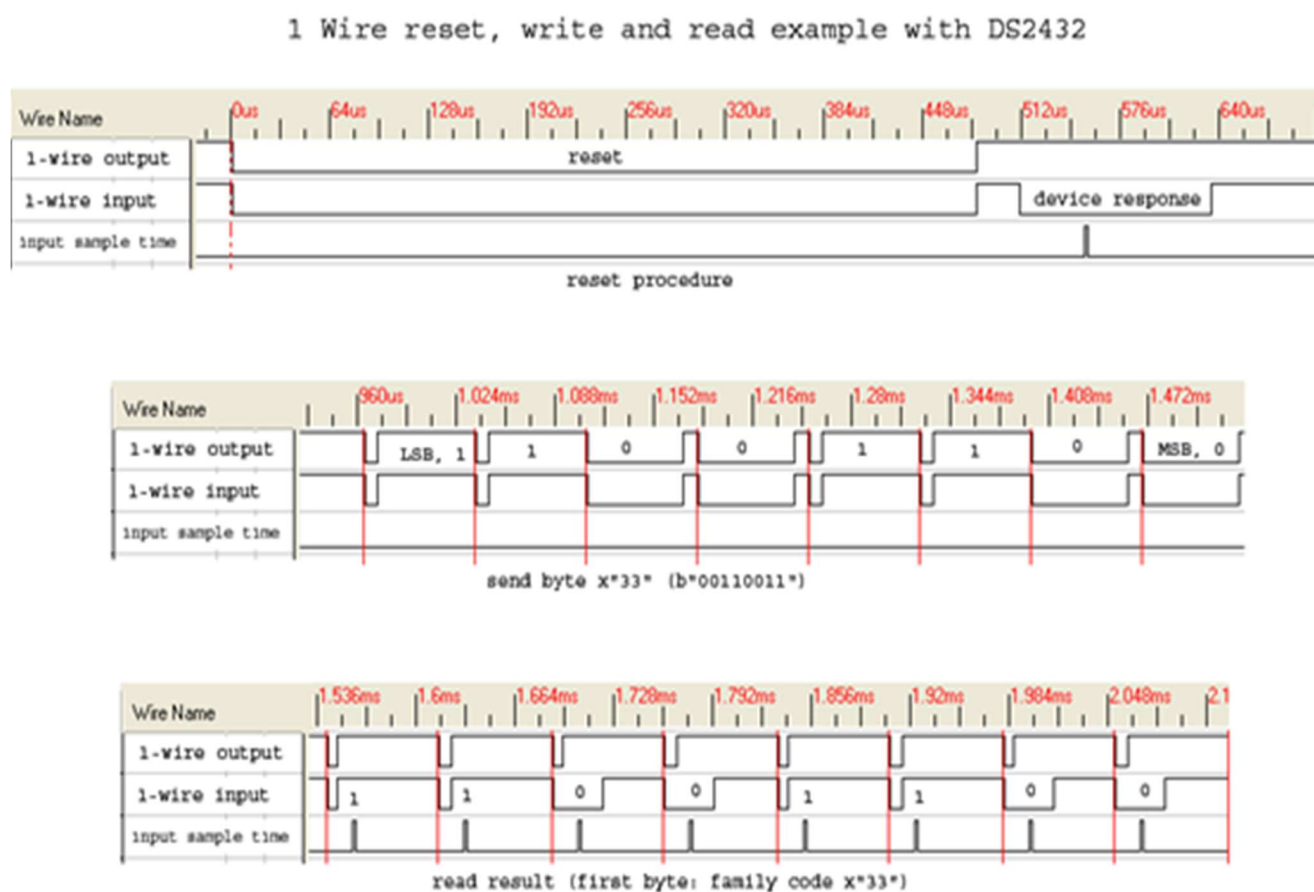 1 Wire reset, write and read example with DS2432
Wire Name 0us 64us 128us 192us 256us 320us 384us 448us 512us 576us 640us
1-wire output reset
1-wire input device response
input sample time
reset procedure
Wire Name 960us 1.024ms 1.088ms 1.152ms 1.216ms 1.28ms 1.344ms 1.408ms 1.472ms
1-wire output LSB, 1 1 0 0 1 1 0 MSB, 0
1-wire input
input sample time
send byte x"33" (b"00110011")
Wire Name 1.536ms 1.6ms 1.664ms 1.728ms 1.792ms 1.856ms 1.92ms 1.984ms 2.048ms 2.1
1-wire output
1-wire input 1 1 0 0 1 1 0 0
input sample time
read result (first byte: family code x"33")